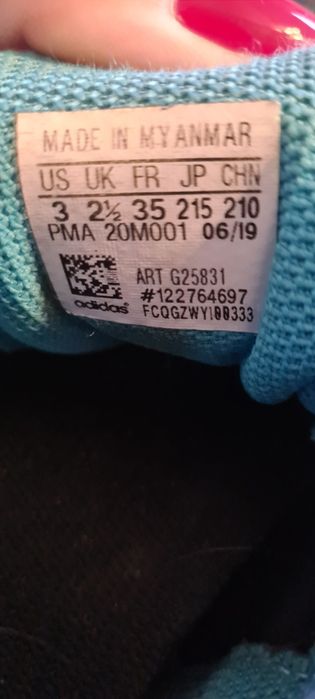 MADE IN MYANMAR
US UK FR JP CHN
3 2½ 35 215 210
PMA 20M001 06/19
ART G25831
#122764697
adidas FCQGZWY100333